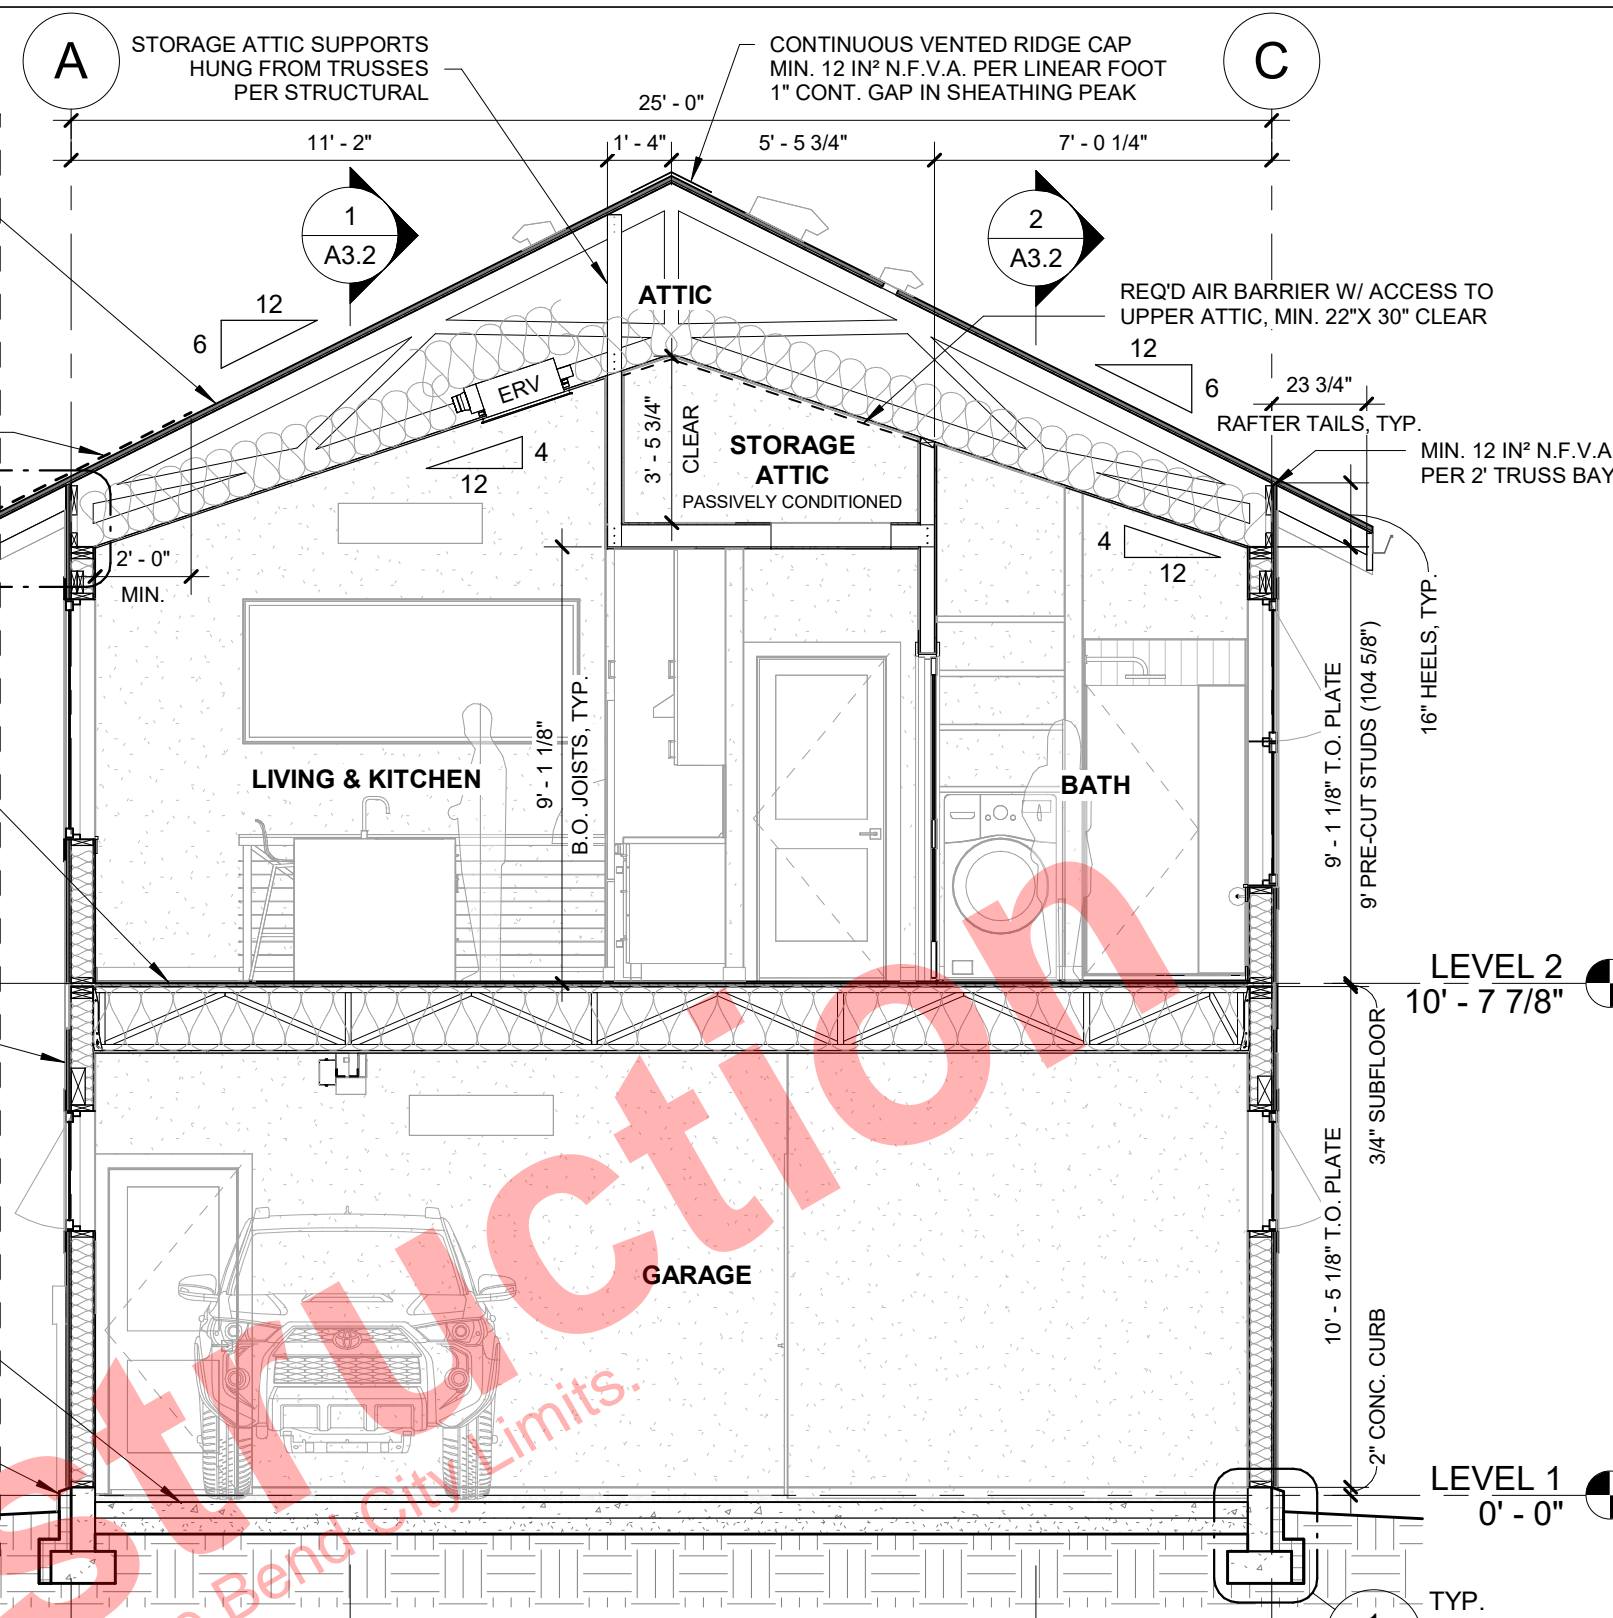 A
STORAGE ATTIC SUPPORTS
HUNG FROM TRUSSES
PER STRUCTURAL
CONTINUOUS VENTED RIDGE CAP
MIN. 12 IN² N.F.V.A. PER LINEAR FOOT
1" CONT. GAP IN SHEATHING PEAK
C
25' - 0"
11' - 2"
1' - 4"
5' - 5 3/4"
7' - 0 1/4"
1
A3.2
2
A3.2
ATTIC
REQ'D AIR BARRIER W/ ACCESS TO
UPPER ATTIC, MIN. 22"X 30" CLEAR
12
6
12
6
23 3/4"
RAFTER TAILS, TYP.
ERV
3' - 5 3/4"
CLEAR
STORAGE
ATTIC
PASSIVELY CONDITIONED
MIN. 12 IN² N.F.V.A
PER 2' TRUSS BAY
4
12
4
12
2' - 0"
MIN.
16" HEELS, TYP.
9' - 1 1/8"
B.O. JOISTS, TYP.
9' - 1 1/8" T.O. PLATE
9' PRE-CUT STUDS (104 5/8")
LIVING & KITCHEN
BATH
LEVEL 2
10' - 7 7/8"
3/4" SUBFLOOR
10' - 5 1/8" T.O. PLATE
2" CONC. CURB
GARAGE
LEVEL 1
0' - 0"
TYP.
struction
Bend City Limits.